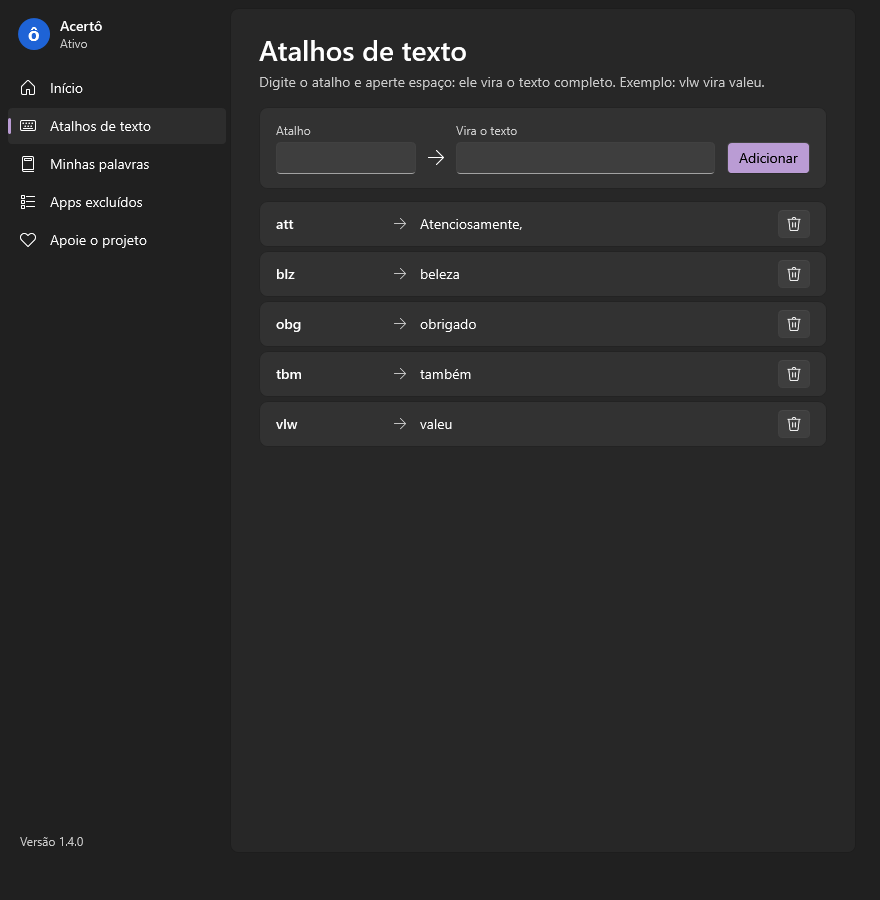 ô
Acertô
Ativo
Início
Atalhos de texto
Minhas palavras
Apps excluídos
Apoie o projeto
Versão 1.4.0
Atalhos de texto
Digite o atalho e aperte espaço: ele vira o texto completo. Exemplo: vlw vira valeu.
Atalho
Vira o texto
Adicionar
att → Atenciosamente,
blz → beleza
obg → obrigado
tbm → também
vlw → valeu